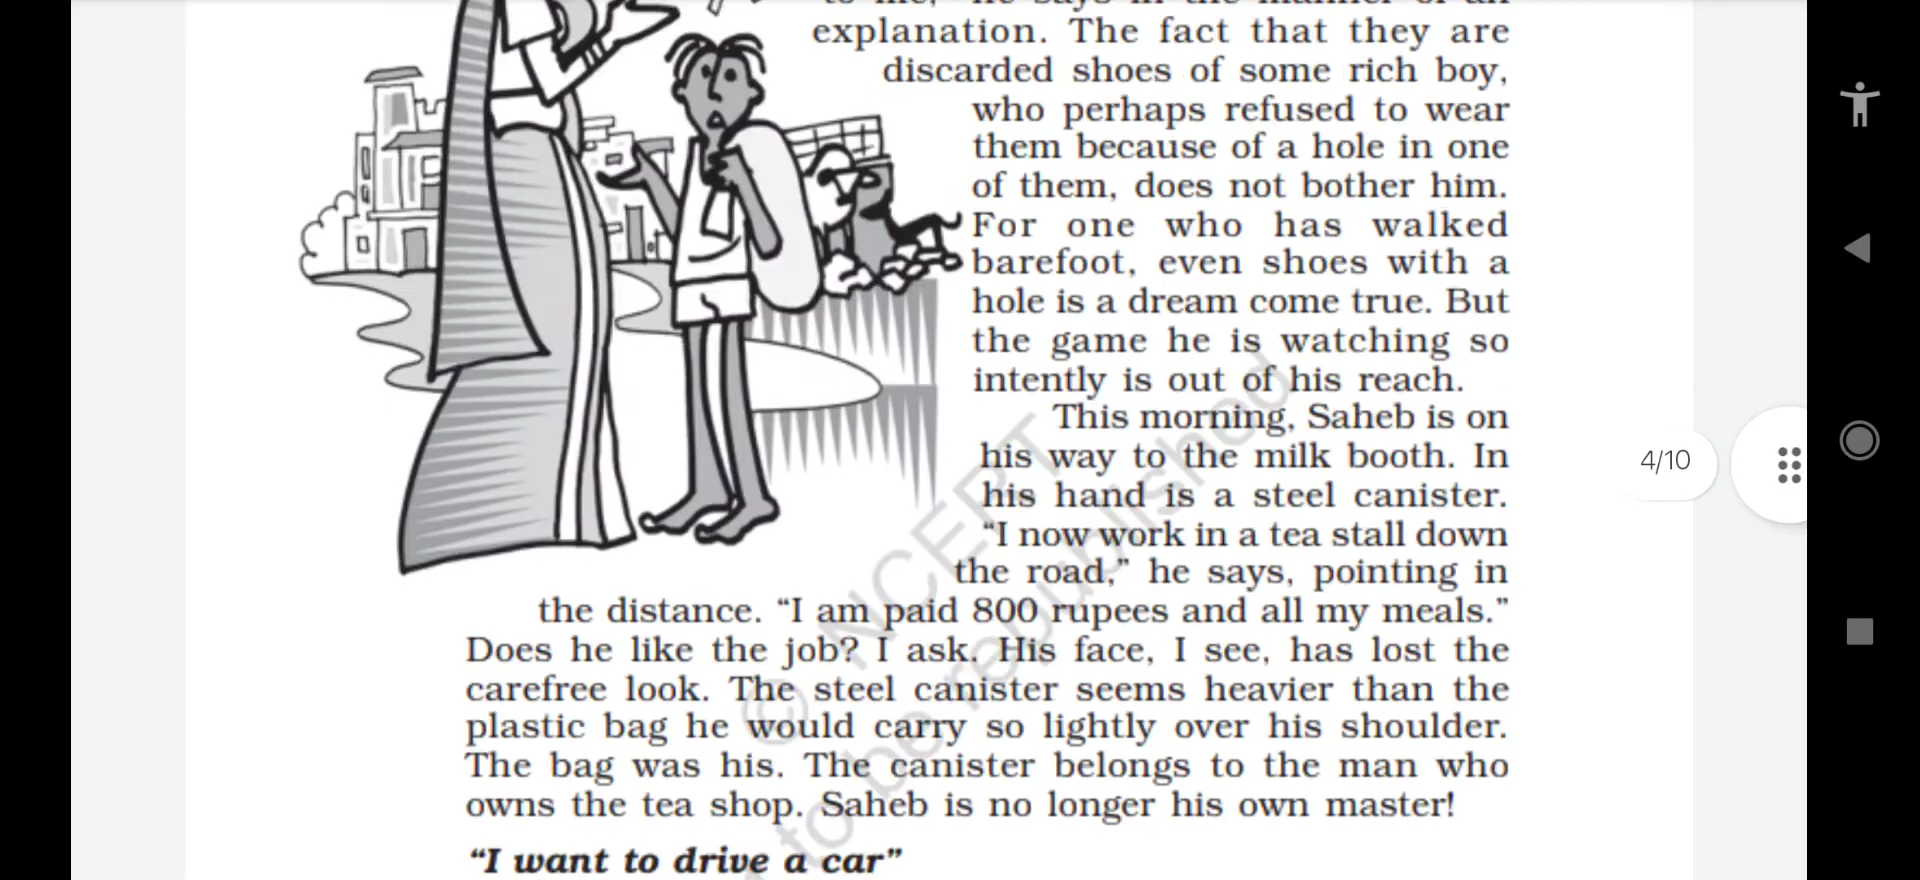 explanation. The fact that they are
discarded shoes of some rich boy,
who perhaps refused to wear
them because of a hole in one
of them, does not bother him.
For one who has walked
barefoot, even shoes with a
hole is a dream come true. But
the game he is watching so
intently is out of his reach.
This morning, Saheb is on
his way to the milk booth. In
his hand is a steel canister.
“I now work in a tea stall down
the road,” he says, pointing in
the distance. “I am paid 800 rupees and all my meals.”
Does he like the job? I ask. His face, I see, has lost the
carefree look. The steel canister seems heavier than the
plastic bag he would carry so lightly over his shoulder.
The bag was his. The canister belongs to the man who
owns the tea shop. Saheb is no longer his own master!
“I want to drive a car”
4/10
© NCERT
to be republished